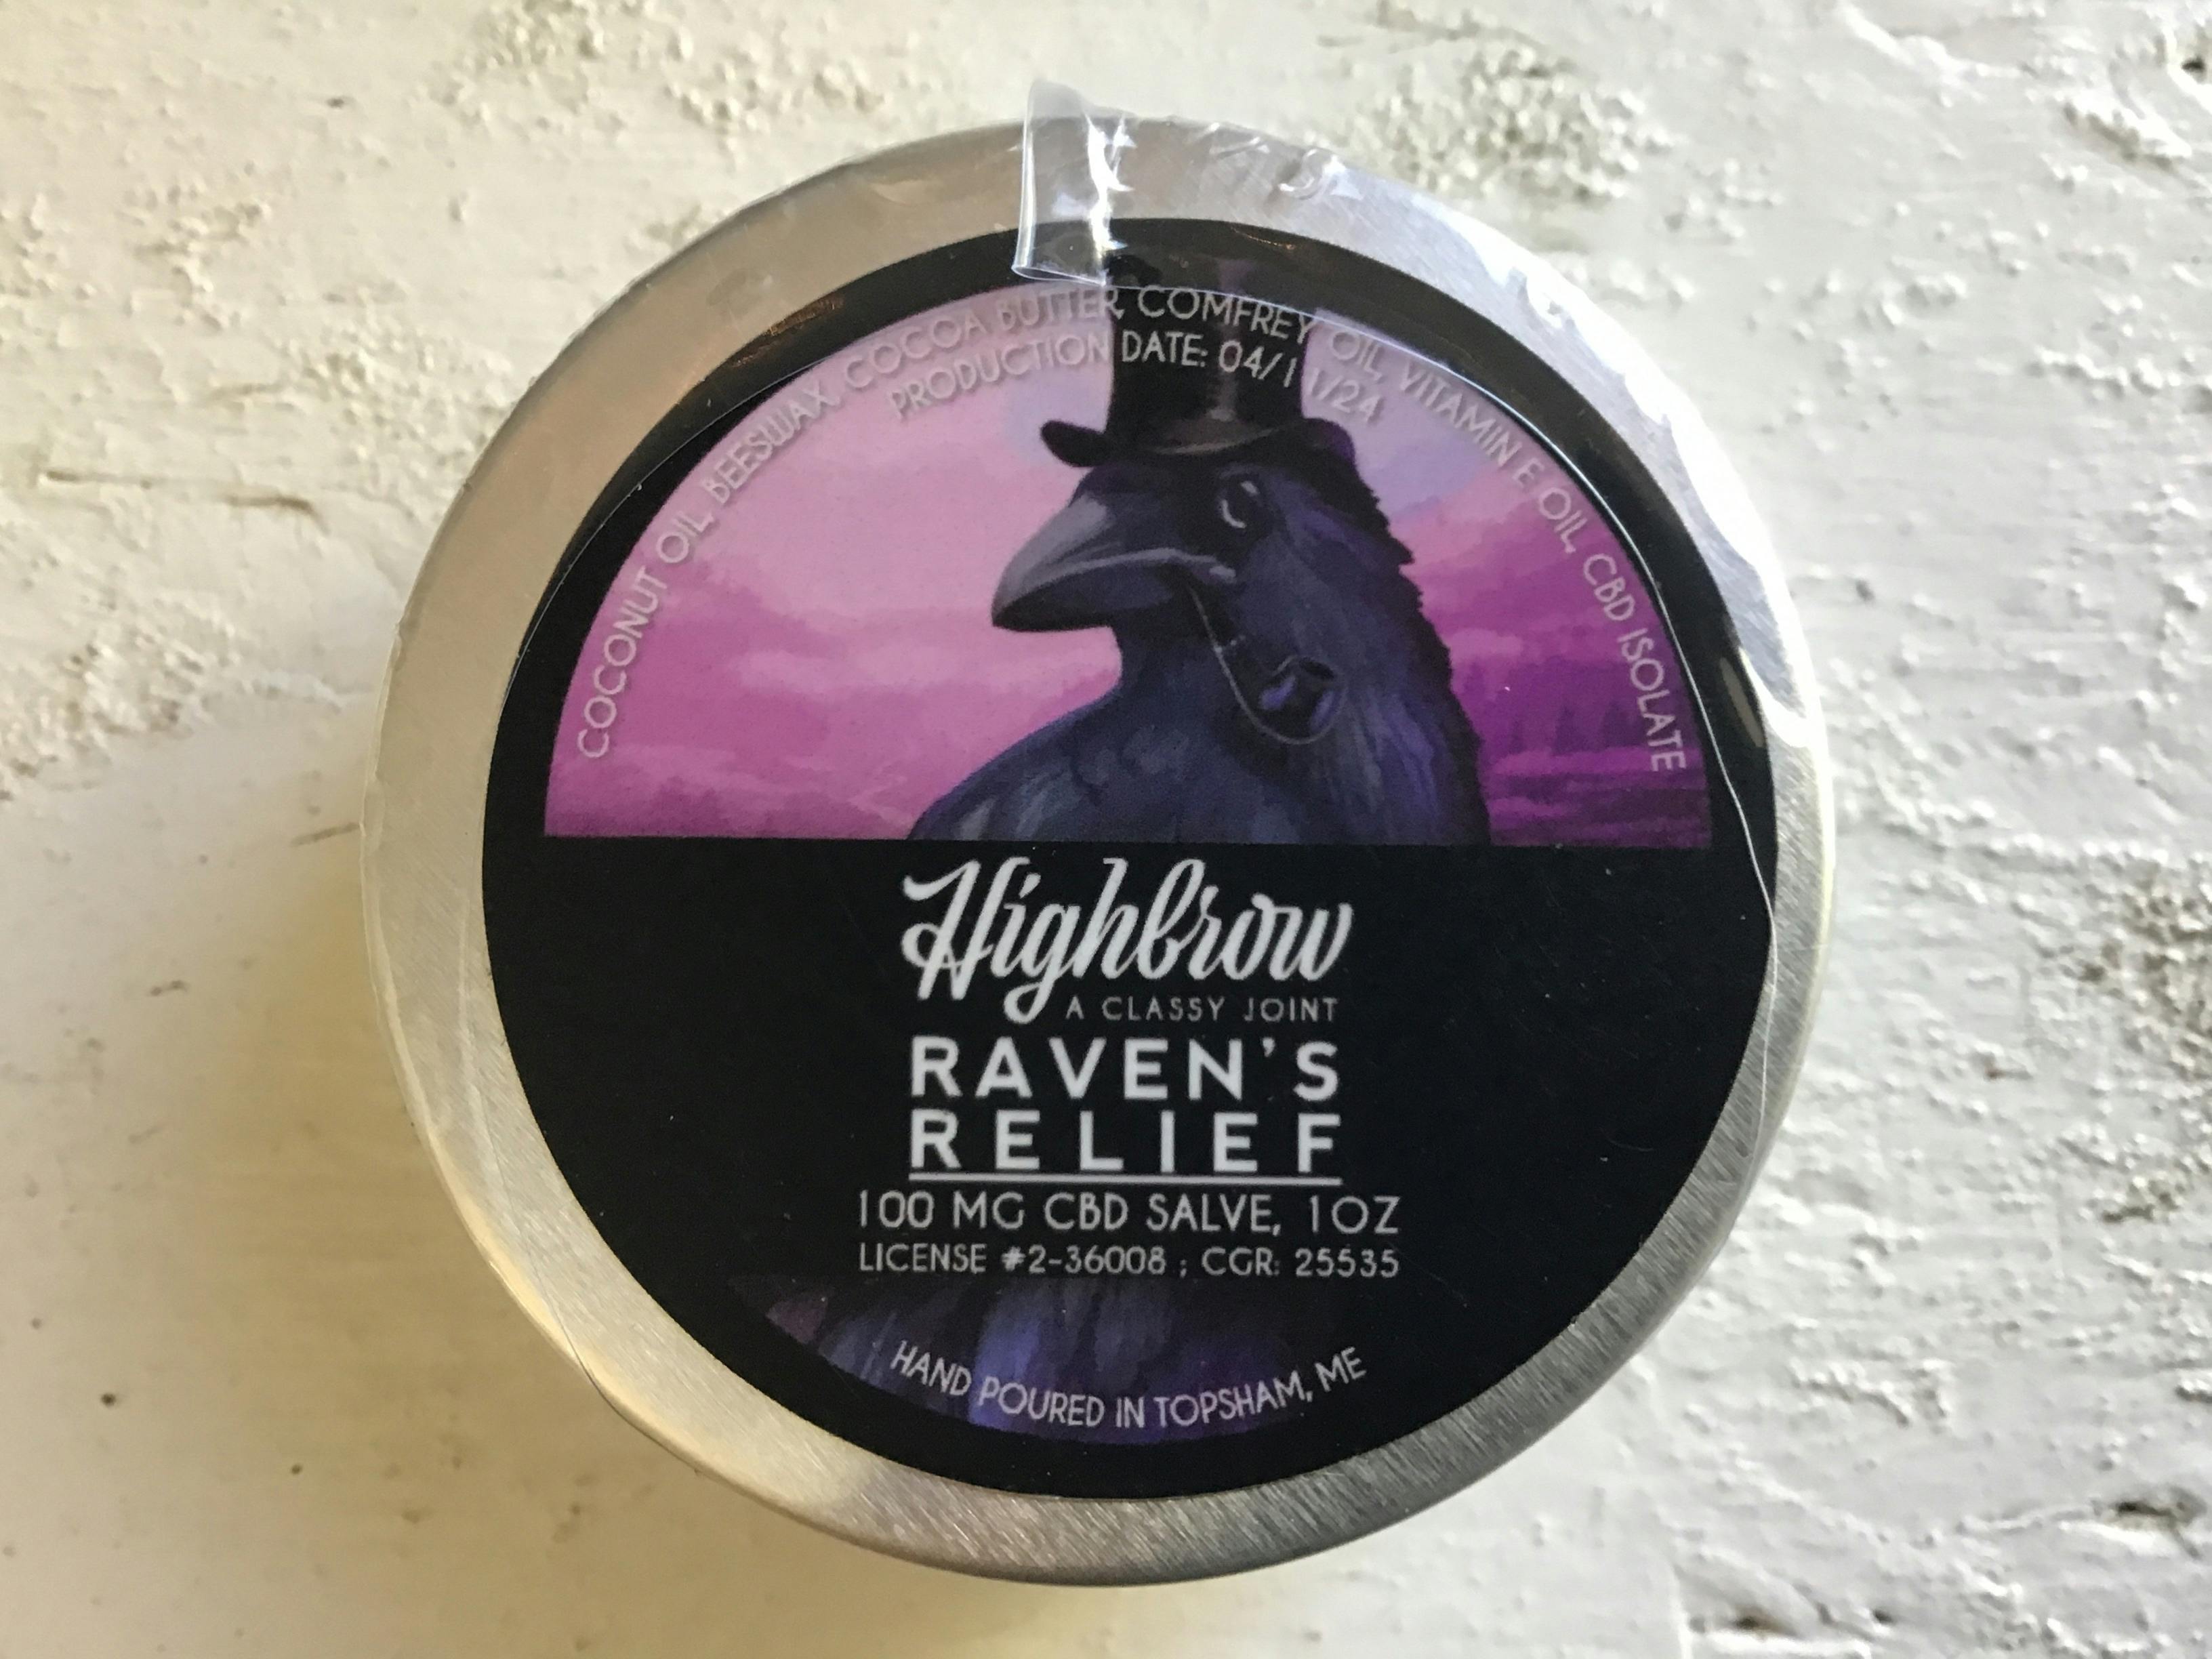 COCONUT OIL, BEESWAX, COCOA BUTTER, COMFREY OIL, VITAMIN E OIL, CBD ISOLATE
PRODUCTION DATE: 04/11/24
Highbrow
A CLASSY JOINT
RAVEN'S
RELIEF
100 MG CBD SALVE, 1OZ
LICENSE #2-36008 ; CGR: 25535
HAND POURED IN TOPSHAM, ME